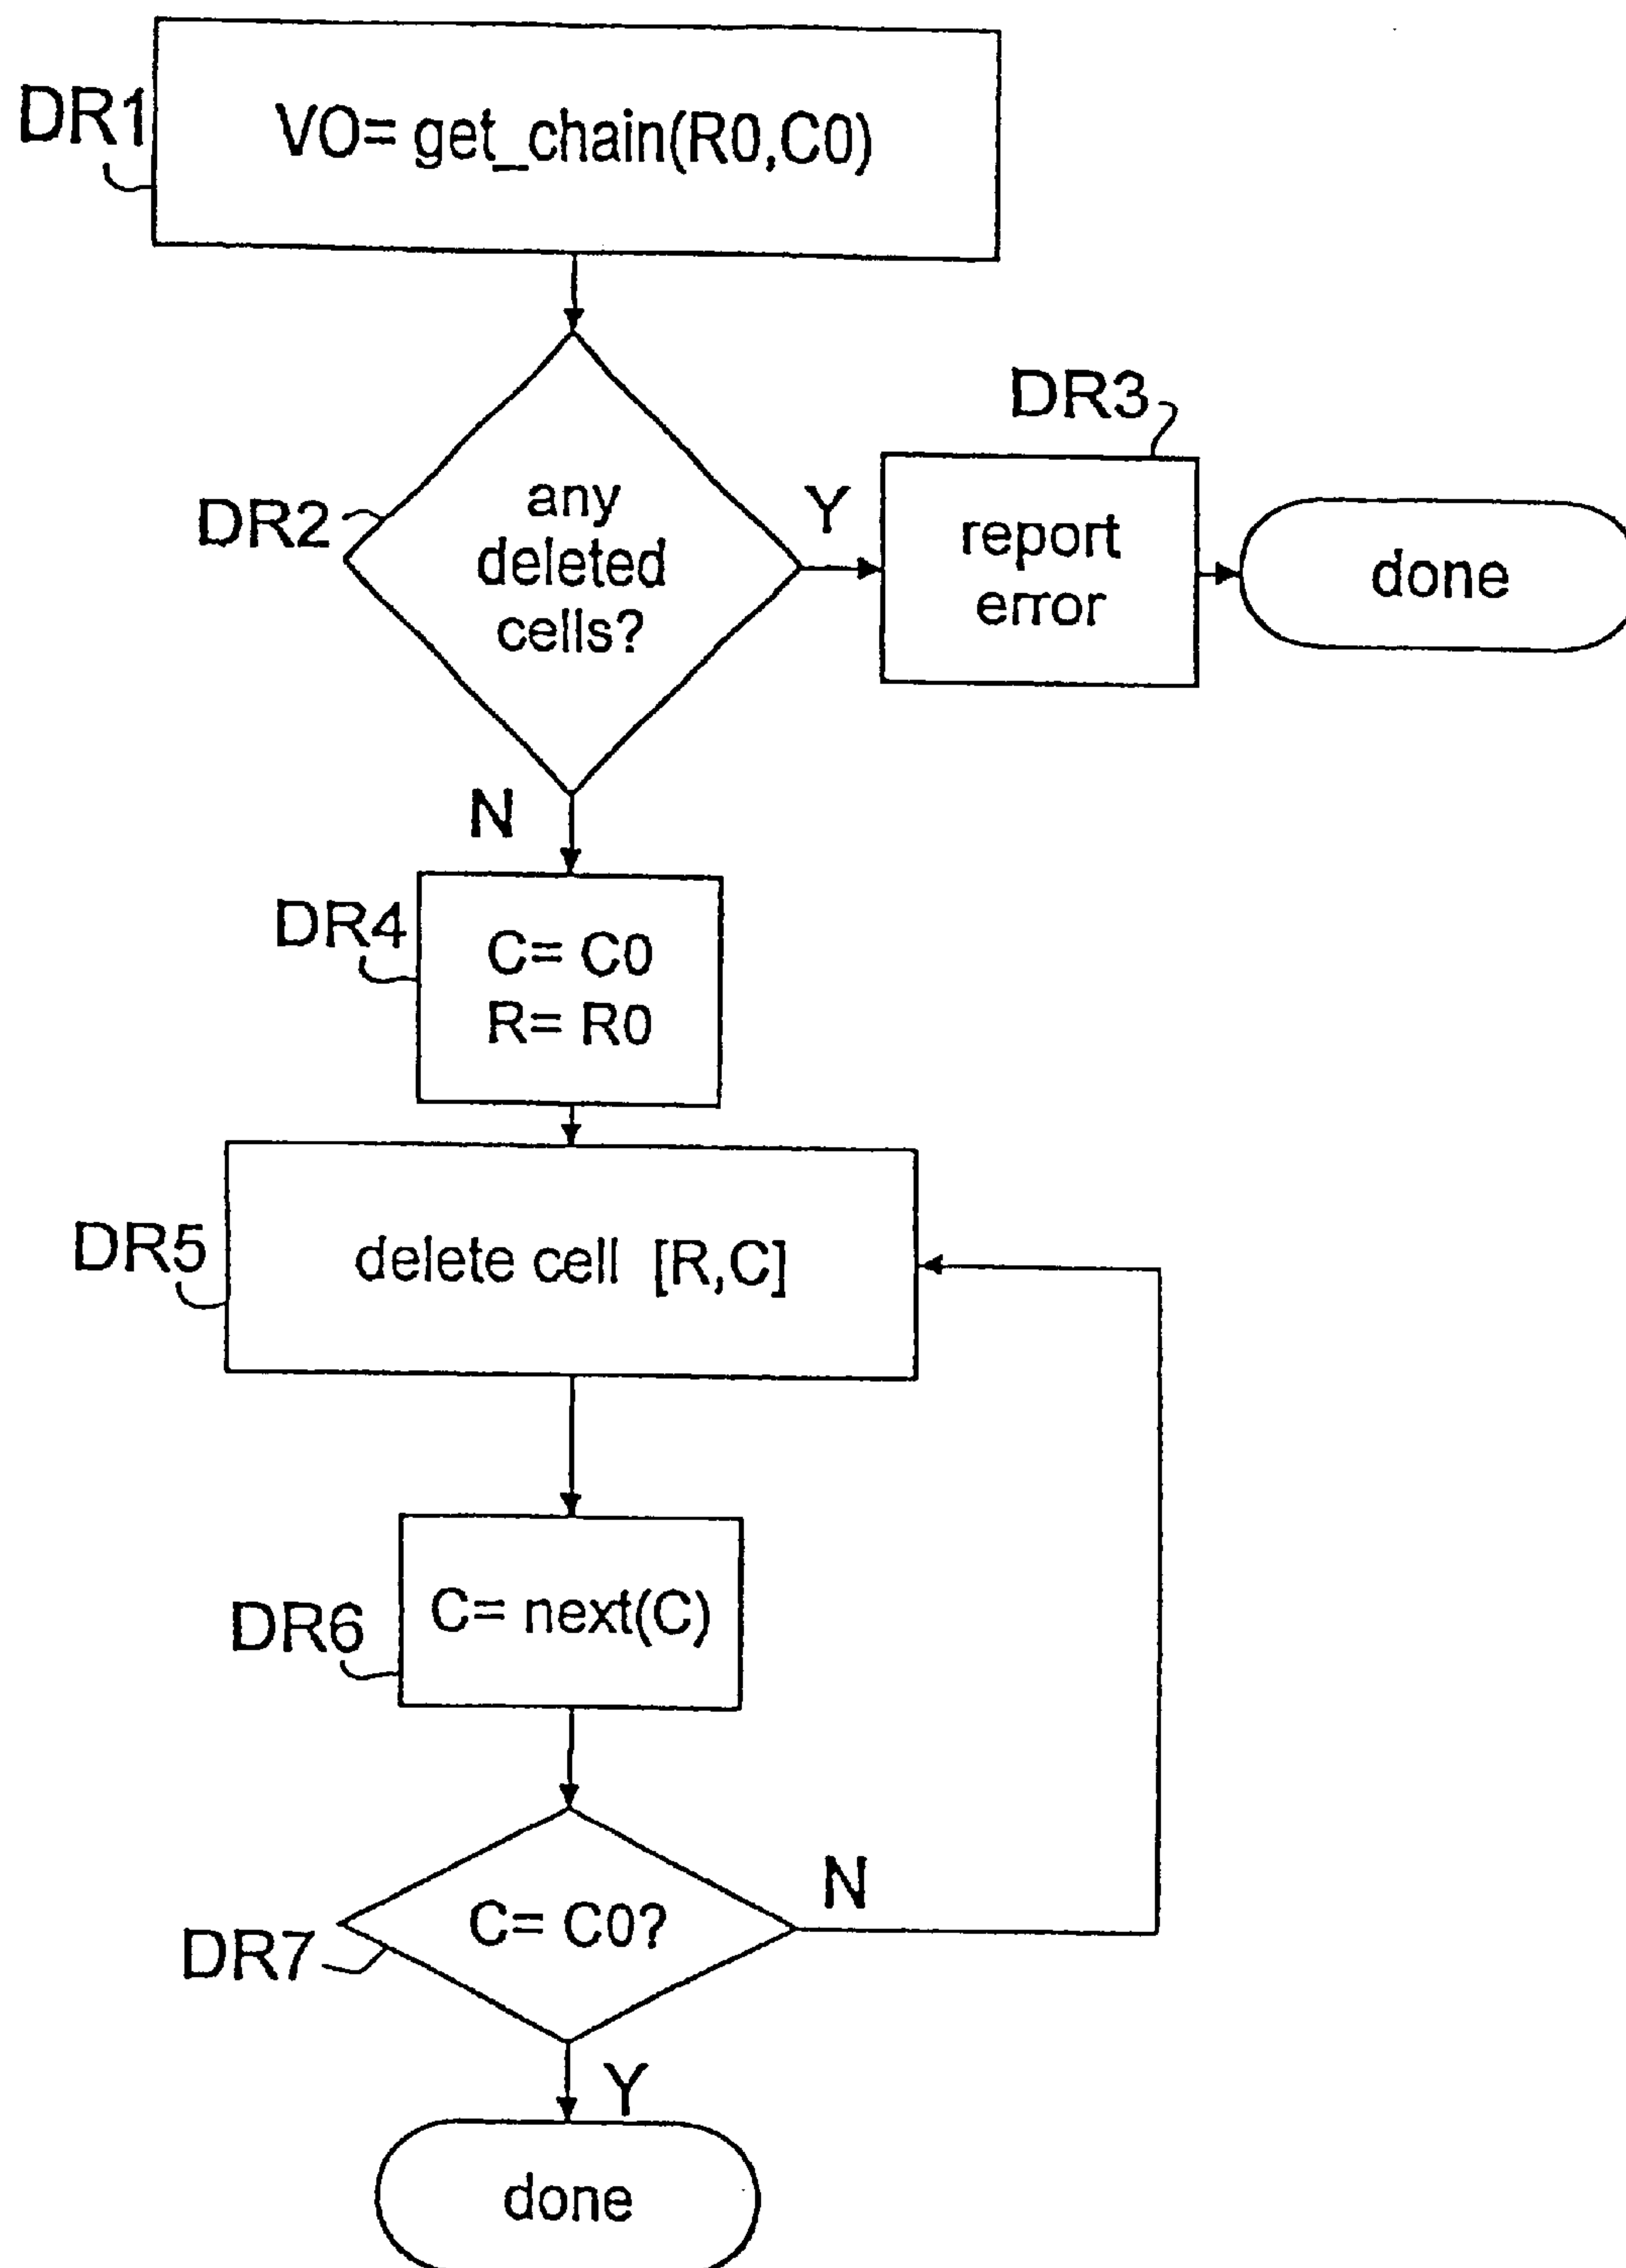 DR1
VO= get_chain(R0,C0)
DR2
any
deleted
cells?
Y
DR3
report
error
done
N
DR4
C= C0
R= R0
DR5
delete cell [R,C]
DR6
C= next(C)
DR7
C= C0?
N
Y
done